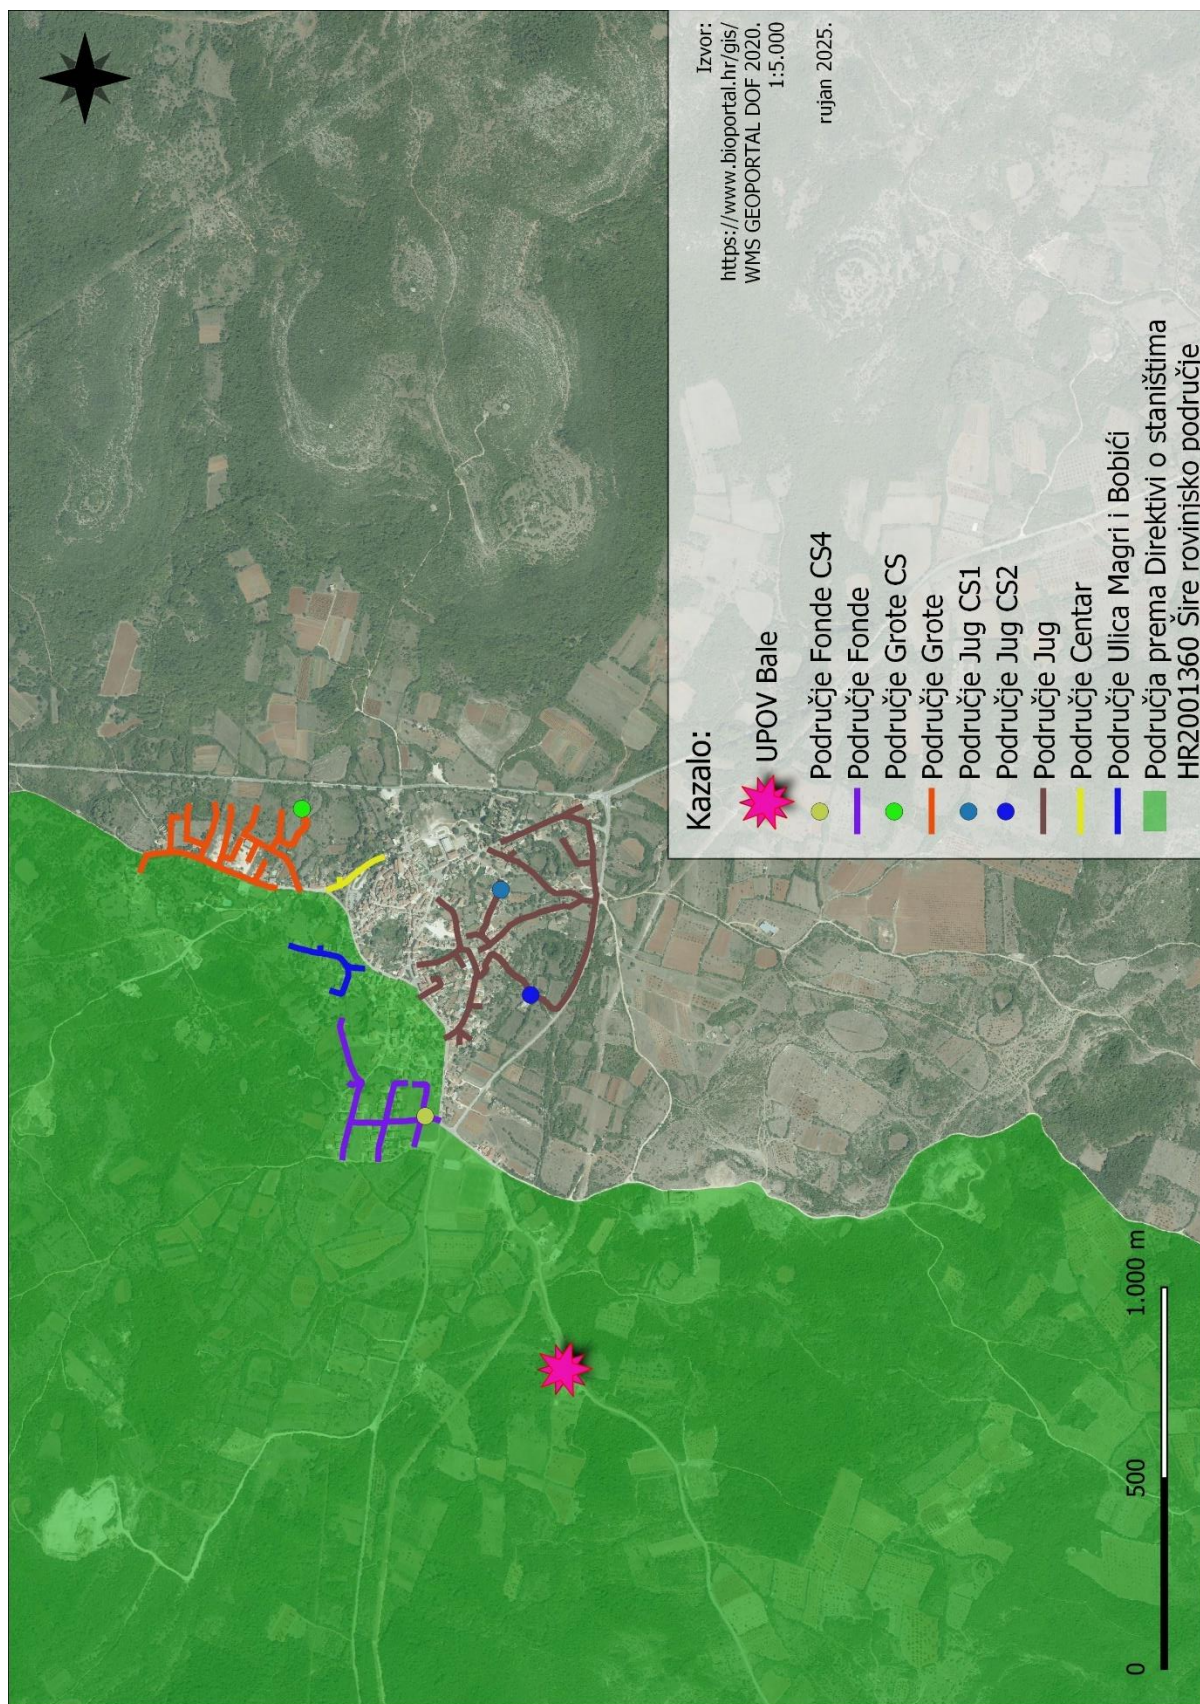 Izvor:
https://www.bioportal.hr/gis/
WMS GEOPORTAL DOF 2020.
1:5.000
rujan 2025.
Kazalo:
UPOV Bale
Područje Fonde CS4
Područje Fonde
Područje Grote CS
Područje Grote
Područje Jug CS1
Područje Jug CS2
Područje Jug
Područje Centar
Područje Ulica Magri i Bobići
Područja prema Direktivi o staništima
HR2001360 Šire rovinjsko područje
0 500 1.000 m